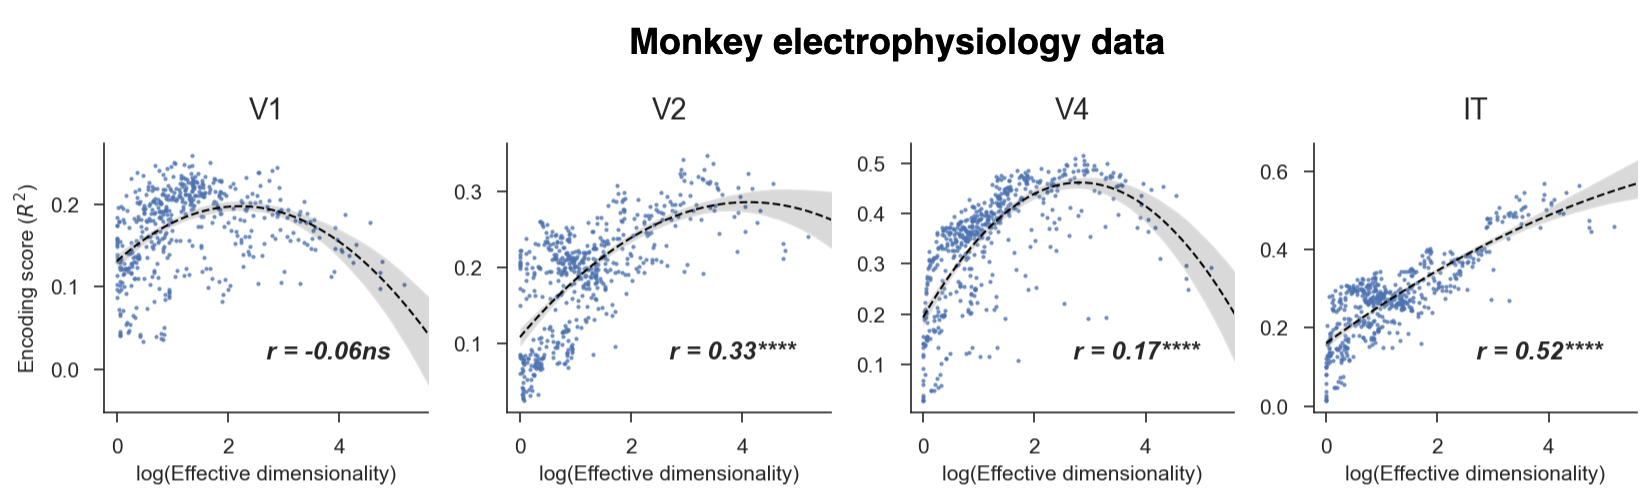 Monkey electrophysiology data
V1
V2
V4
IT
Encoding score (R²)
0.2
0.1
0.0
r = -0.06ns
0
2
4
log(Effective dimensionality)
0.3
0.2
0.1
r = 0.33****
0
2
4
log(Effective dimensionality)
0.5
0.4
0.3
0.2
0.1
r = 0.17****
0
2
4
log(Effective dimensionality)
0.6
0.4
0.2
0.0
r = 0.52****
0
2
4
log(Effective dimensionality)